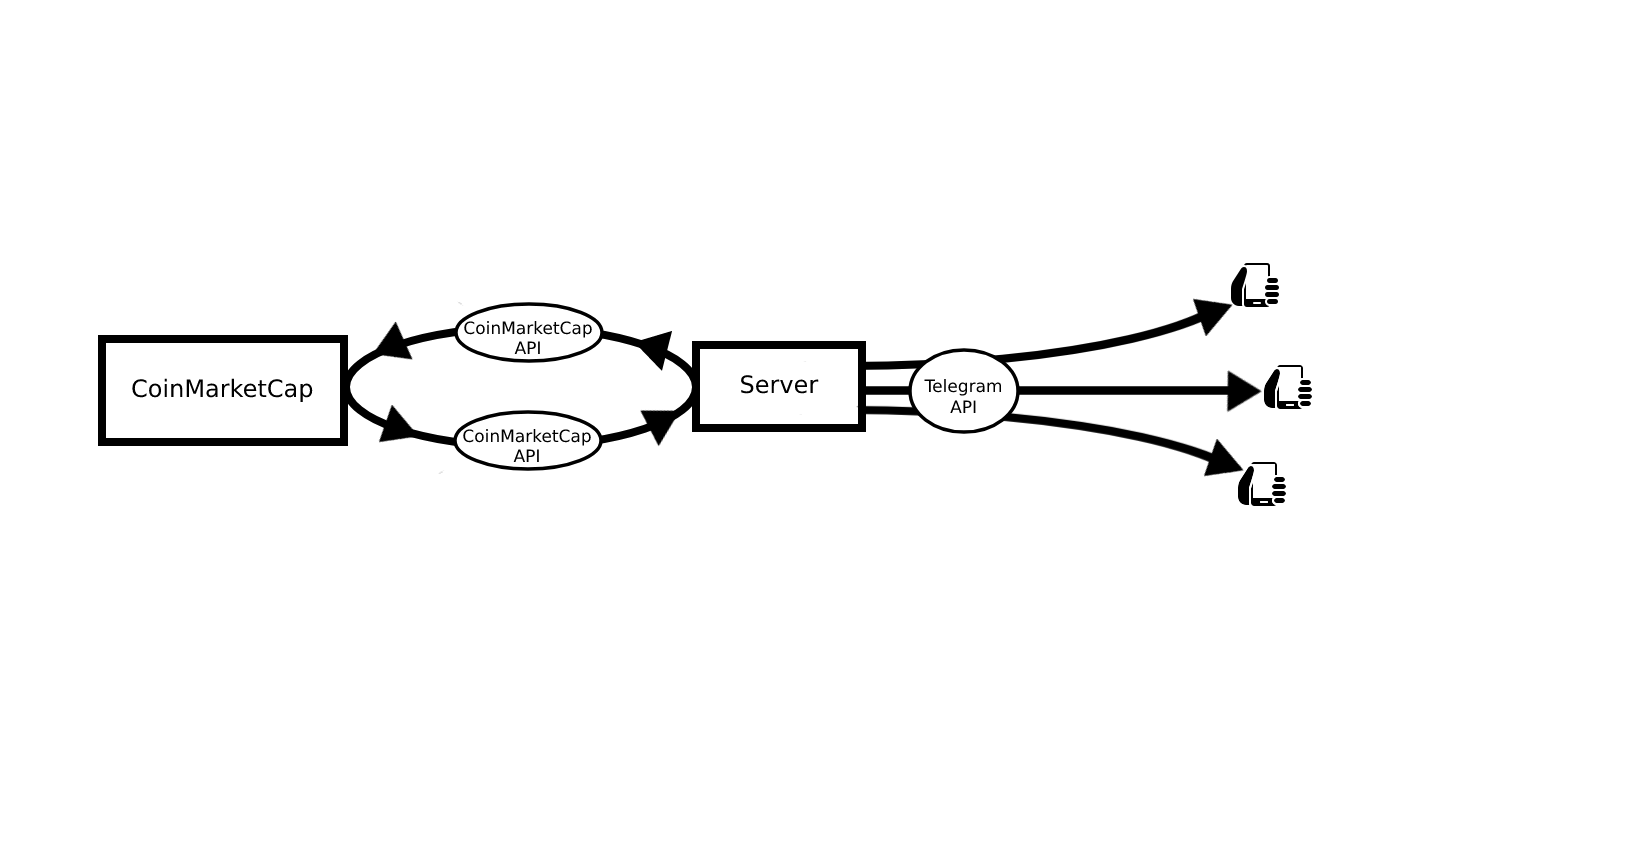 CoinMarketCap
CoinMarketCap
API
CoinMarketCap
API
Server
Telegram
API